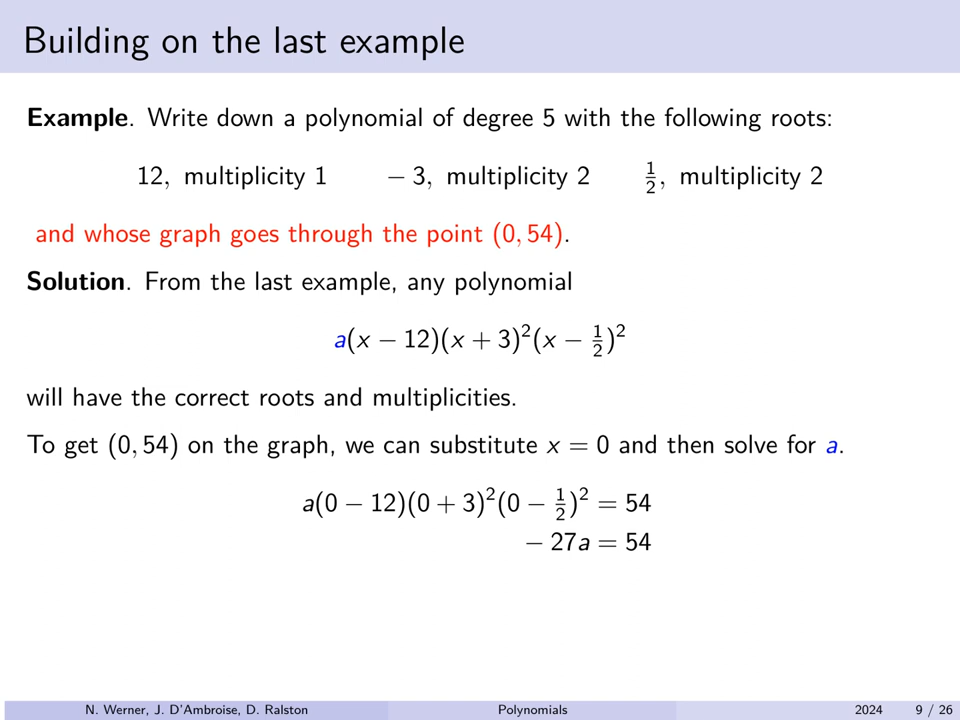 Building on the last example
Example. Write down a polynomial of degree 5 with the following roots:
12, multiplicity 1 − 3, multiplicity 2 1/2, multiplicity 2
and whose graph goes through the point (0, 54).
Solution. From the last example, any polynomial
a(x − 12)(x + 3)²(x − 1/2)²
will have the correct roots and multiplicities.
To get (0, 54) on the graph, we can substitute x = 0 and then solve for a.
a(0 − 12)(0 + 3)²(0 − 1/2)² = 54
− 27a = 54
N. Werner, J. D'Ambroise, D. Ralston Polynomials 2024 9 / 26